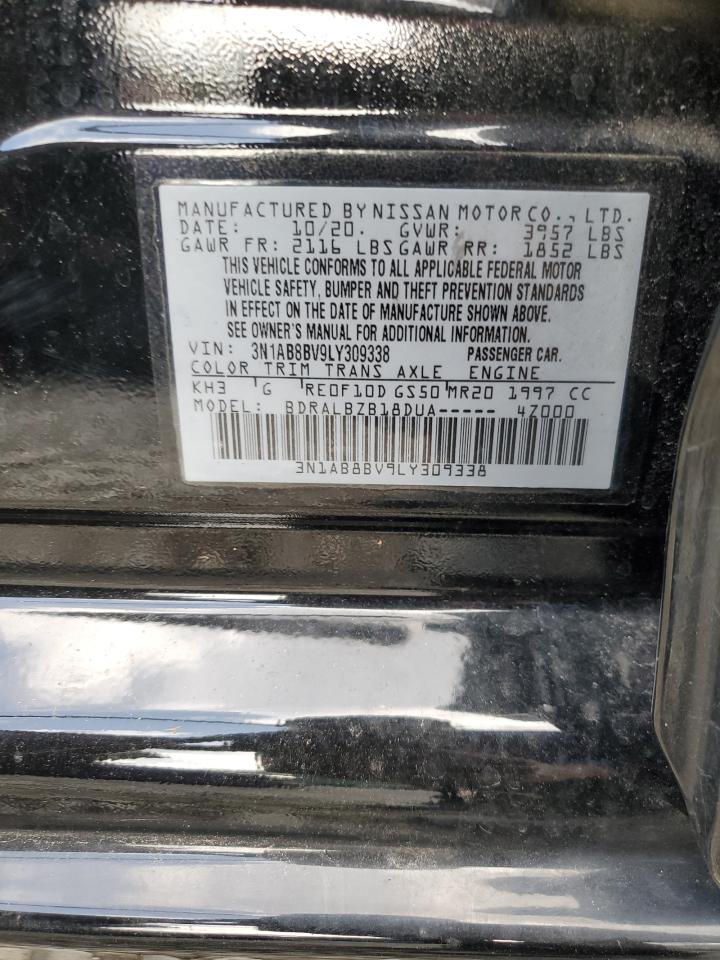 MANUFACTURED BY NISSAN MOTOR CO., LTD.
DATE: 10/20. GVWR: 3957 LBS
GAWR FR: 2116 LBS GAWR RR: 1852 LBS
THIS VEHICLE CONFORMS TO ALL APPLICABLE FEDERAL MOTOR
VEHICLE SAFETY, BUMPER AND THEFT PREVENTION STANDARDS
IN EFFECT ON THE DATE OF MANUFACTURE SHOWN ABOVE.
SEE OWNER'S MANUAL FOR ADDITIONAL INFORMATION.
VIN: 3N1AB8BV9LY309338 PASSENGER CAR.
COLOR TRIM TRANS AXLE ENGINE
KH3 G RE0F10D GS50 MR20 1997 CC
MODEL: BDRALBZB18DUA----- 4Z000
3N1AB8BV9LY309338